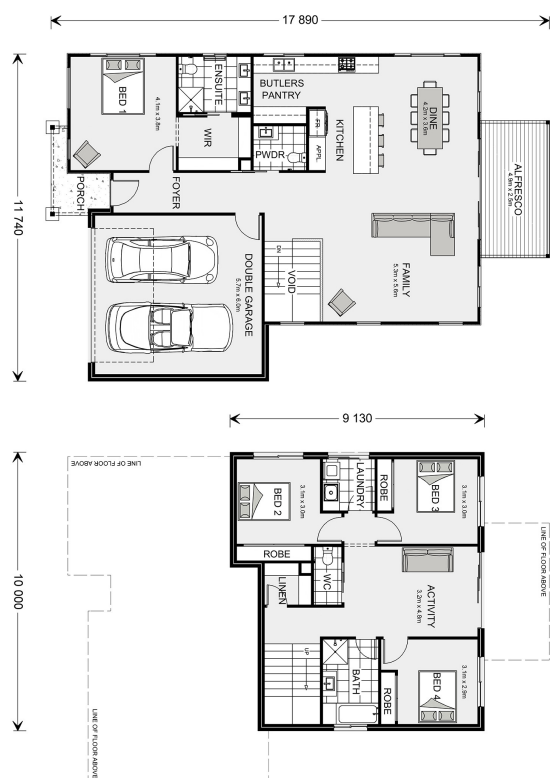 17 890
11 740
BED 1
4.1m x 3.8m
ENSUITE
WIR
BUTLERS
PANTRY
PWDR
FR
APPL
KITCHEN
DINE
4.2m x 3.6m
ALFRESCO
4.9m x 2.5m
PORCH
FOYER
DOUBLE GARAGE
5.7m x 6.0m
DN
VOID
FAMILY
5.3m x 5.6m
9 130
10 000
LINE OF FLOOR ABOVE
BED 2
3.1m x 3.0m
LAUNDRY
ROBE
BED 3
3.1m x 3.0m
LINE OF FLOOR ABOVE
ROBE
WC
LINEN
ACTIVITY
3.2m x 4.8m
UP
BATH
ROBE
BED 4
3.1m x 2.9m
LINE OF FLOOR ABOVE